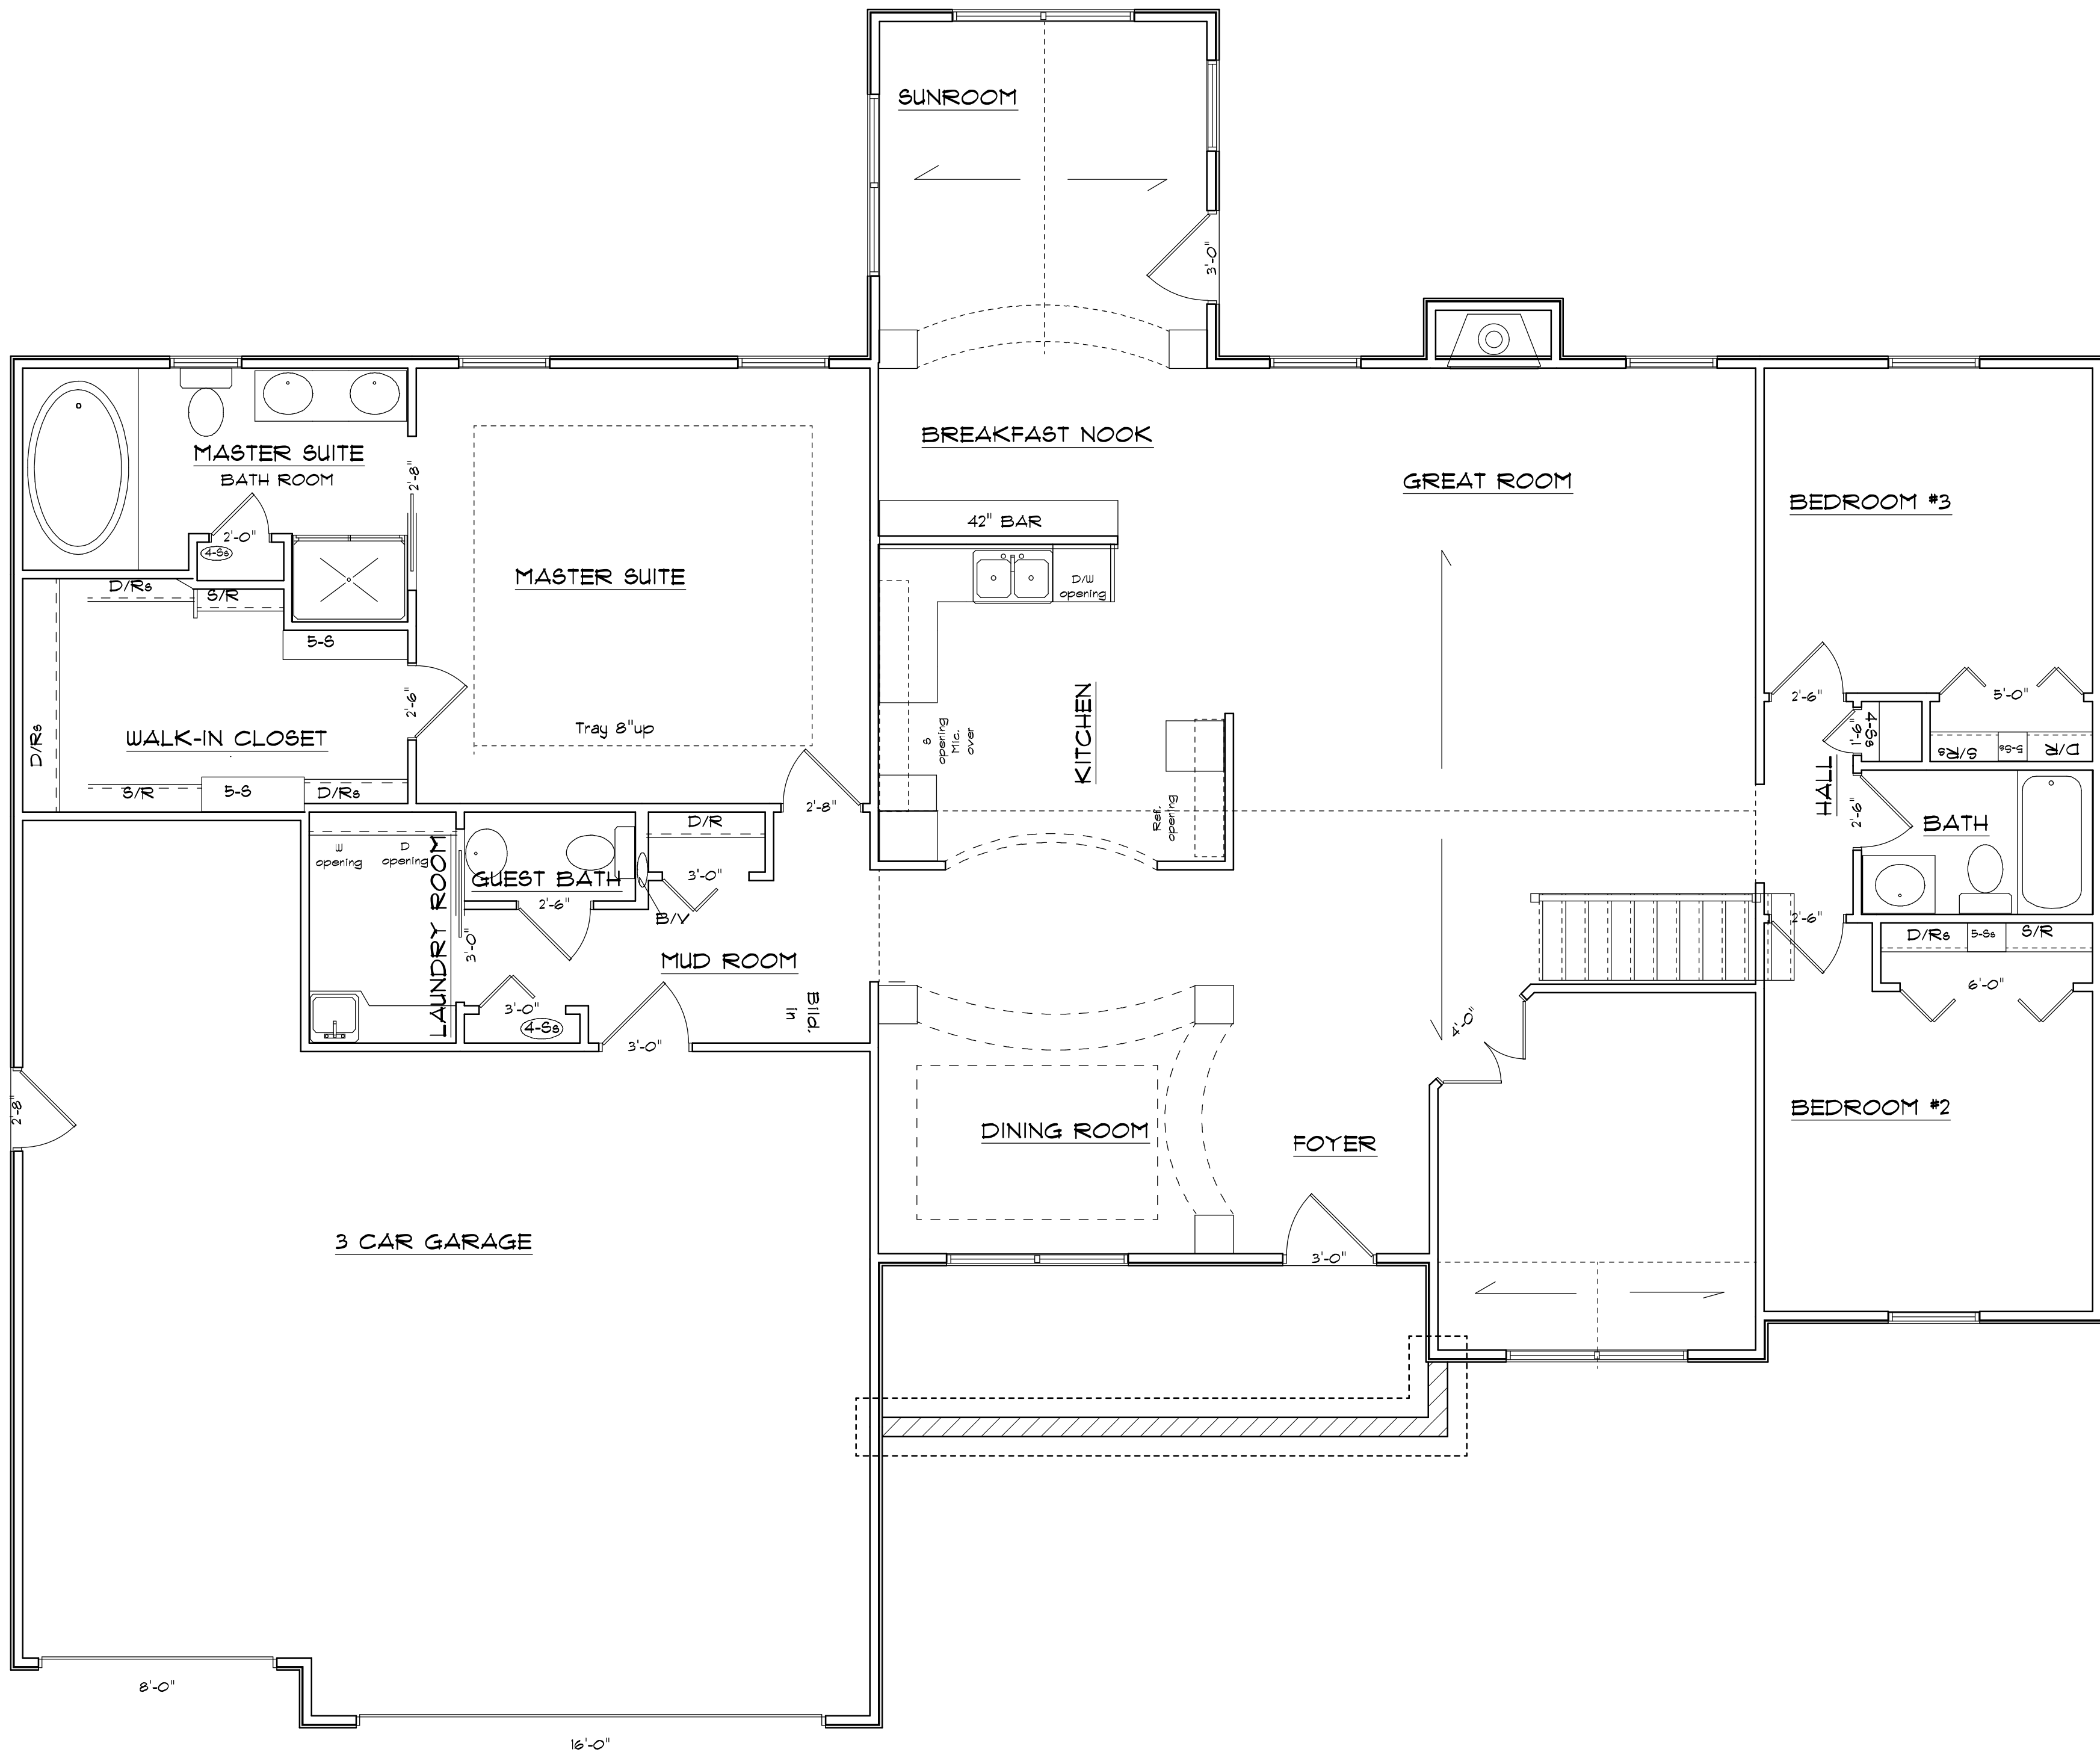 SUNROOM
3'-0"
BREAKFAST NOOK
GREAT ROOM
MASTER SUITE
BATH ROOM
2'-8"
BEDROOM #3
42" BAR
2'-0"
4-Ss
D/W
opening
MASTER SUITE
D/Rs
S/R
5-S
2'-6"
D/Rs
WALK-IN CLOSET
Tray 8"up
S
opening
Mic.
over
KITCHEN
2'-6"
5'-0"
1'-6"
4-Ss
S/Rs
5-Ss
D/R
HALL
S/R
5-S
D/Rs
2'-8"
Ref.
opening
2'-6"
BATH
W
opening
D
opening
LAUNDRY ROOM
GUEST BATH
D/R
3'-0"
2'-6"
B/V
3'-0"
MUD ROOM
2'-6"
D/Rs
5-Ss
S/R
6'-0"
3'-0"
4-Ss
3'-0"
Bild.
In
4'-0"
2'-8"
DINING ROOM
FOYER
BEDROOM #2
3 CAR GARAGE
3'-0"
8'-0"
16'-0"